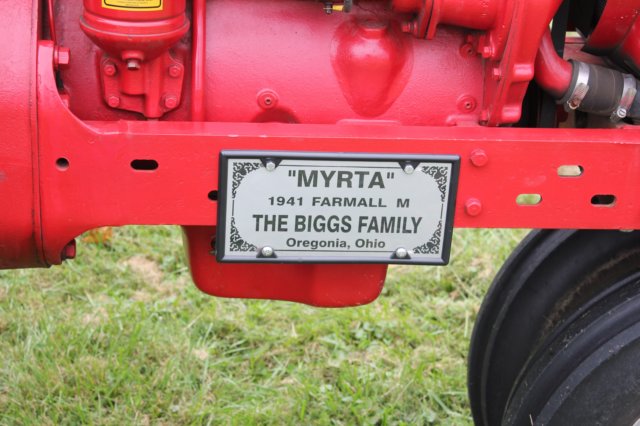 "MYRTA"
1941 FARMALL M
THE BIGGS FAMILY
Oregonia, Ohio